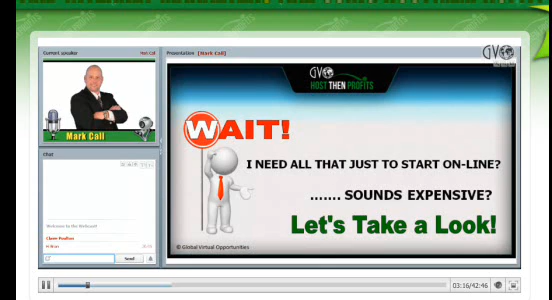 Current speaker
Mark Call
Presentation [Mark Call]
GVO
GVO
HOST THEN PROFITS
WAIT!
I NEED ALL THAT JUST TO START ON-LINE?
....... SOUNDS EXPENSIVE?
Let's Take a Look!
© Global Virtual Opportunities
Mark Call
Chat
Welcome to the Webcast!
Send
03:16/42:46